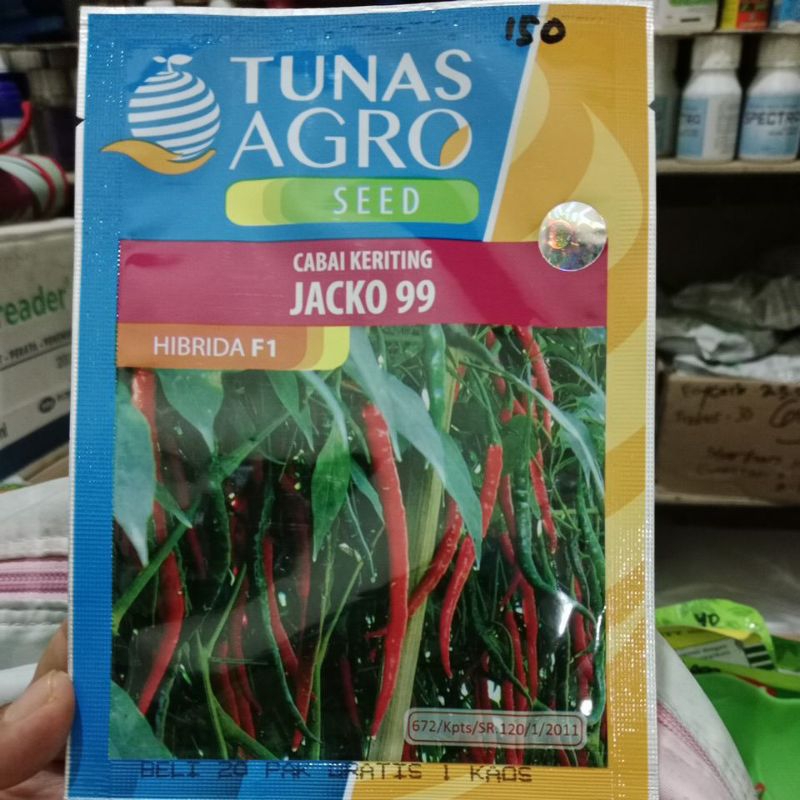 150
TUNAS
AGRO
SEED
CABAI KERITING
JACKO 99
HIBRIDA F1
672/Kpts/SR.120/1/2011
BELI 20 PAK GRATIS 1 KAOS
reader
SPECTRO